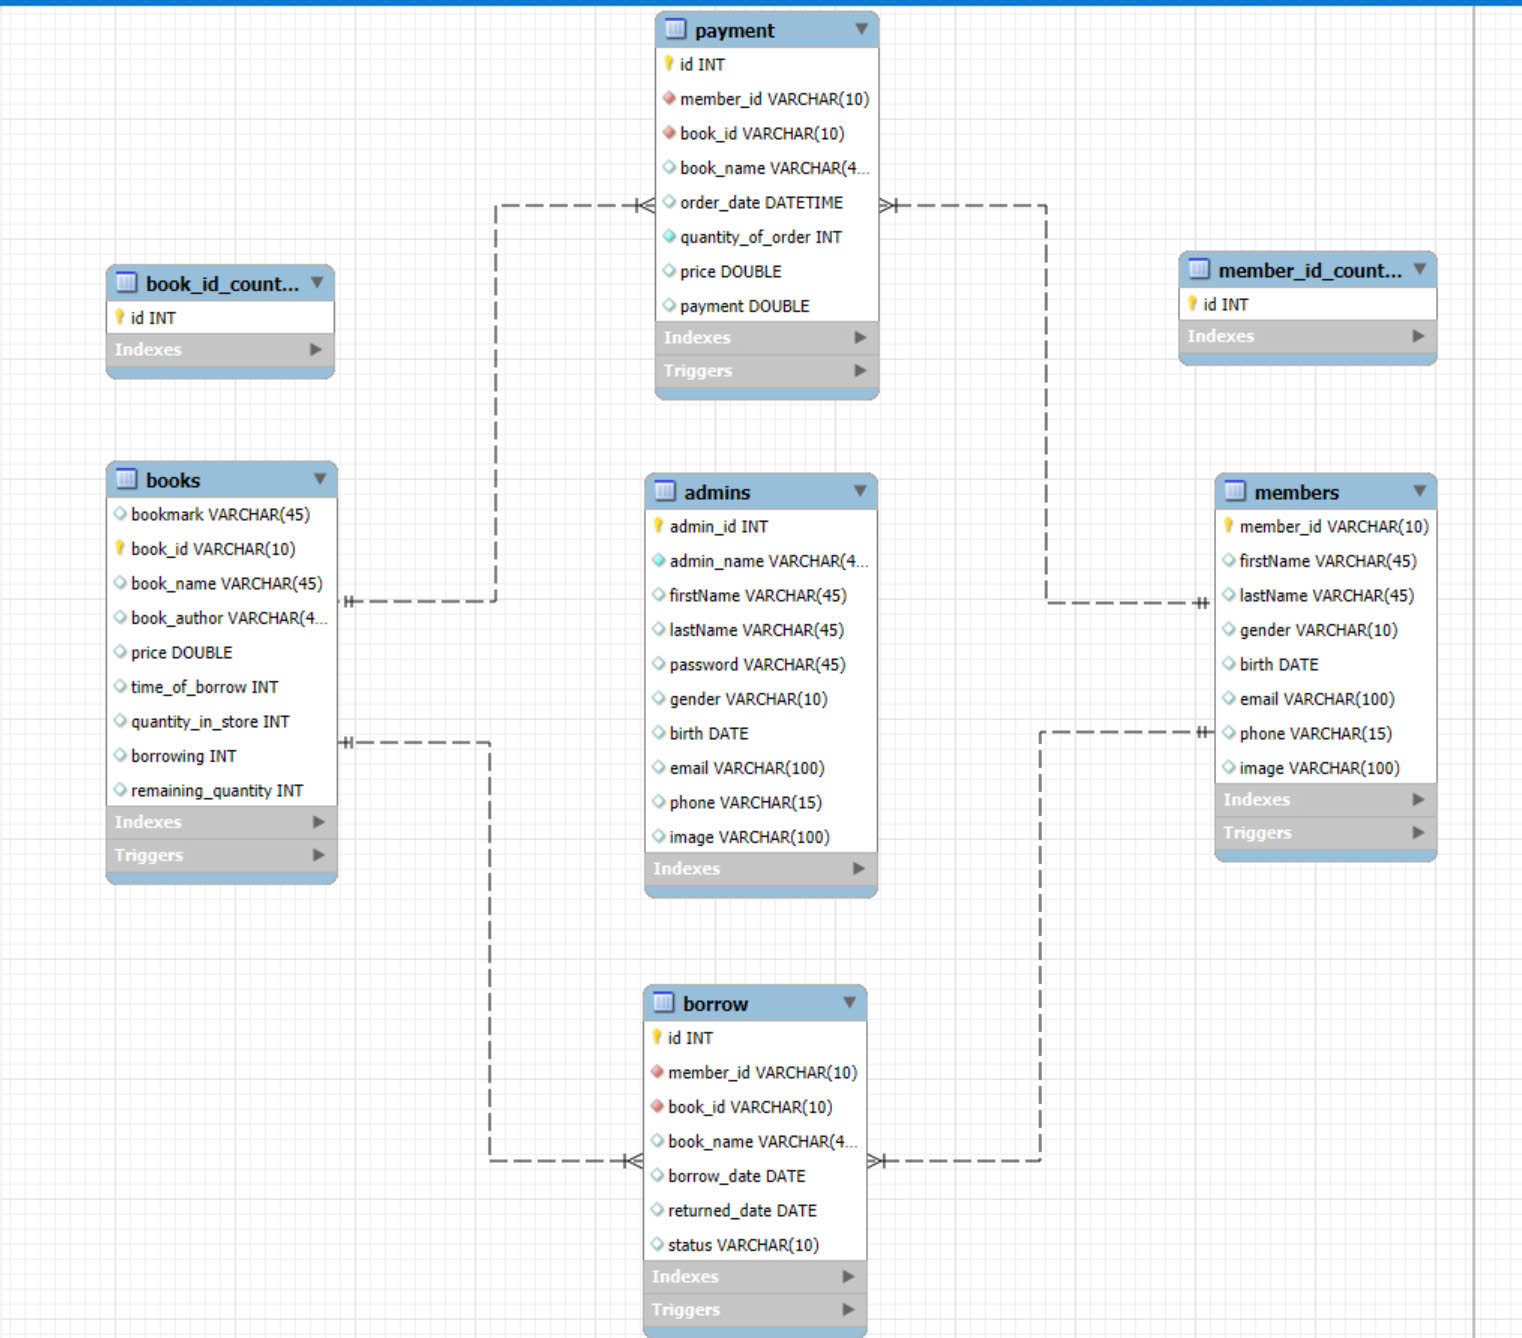 payment
id INT
member_id VARCHAR(10)
book_id VARCHAR(10)
book_name VARCHAR(4...
order_date DATETIME
quantity_of_order INT
price DOUBLE
payment DOUBLE
Indexes
Triggers
book_id_count...
id INT
Indexes
member_id_count...
id INT
Indexes
books
bookmark VARCHAR(45)
book_id VARCHAR(10)
book_name VARCHAR(45)
book_author VARCHAR(4...
price DOUBLE
time_of_borrow INT
quantity_in_store INT
borrowing INT
remaining_quantity INT
Indexes
Triggers
admins
admin_id INT
admin_name VARCHAR(4...
firstName VARCHAR(45)
lastName VARCHAR(45)
password VARCHAR(45)
gender VARCHAR(10)
birth DATE
email VARCHAR(100)
phone VARCHAR(15)
image VARCHAR(100)
Indexes
members
member_id VARCHAR(10)
firstName VARCHAR(45)
lastName VARCHAR(45)
gender VARCHAR(10)
birth DATE
email VARCHAR(100)
phone VARCHAR(15)
image VARCHAR(100)
Indexes
Triggers
borrow
id INT
member_id VARCHAR(10)
book_id VARCHAR(10)
book_name VARCHAR(4...
borrow_date DATE
returned_date DATE
status VARCHAR(10)
Indexes
Triggers